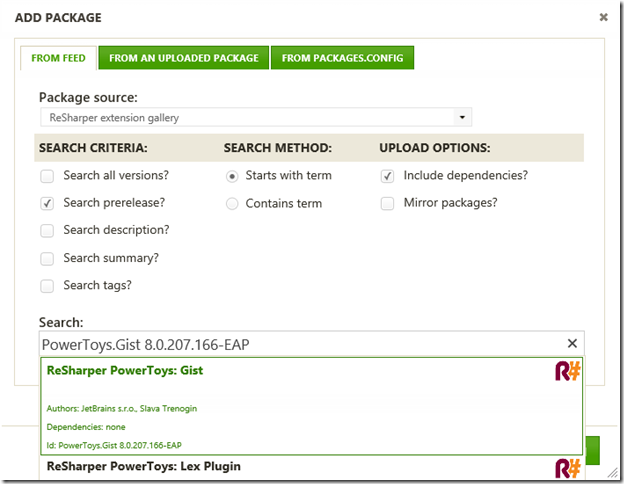 ADD PACKAGE
FROM FEED FROM AN UPLOADED PACKAGE FROM PACKAGES.CONFIG
Package source:
ReSharper extension gallery
SEARCH CRITERIA: SEARCH METHOD: UPLOAD OPTIONS:
Search all versions? Starts with term Include dependencies?
Search prerelease? Contains term Mirror packages?
Search description?
Search summary?
Search tags?
Search:
PowerToys.Gist 8.0.207.166-EAP
ReSharper PowerToys: Gist R#
Authors: JetBrains s.r.o., Slava Trenogin
Dependencies: none
Id: PowerToys.Gist 8.0.207.166-EAP
ReSharper PowerToys: Lex Plugin R#